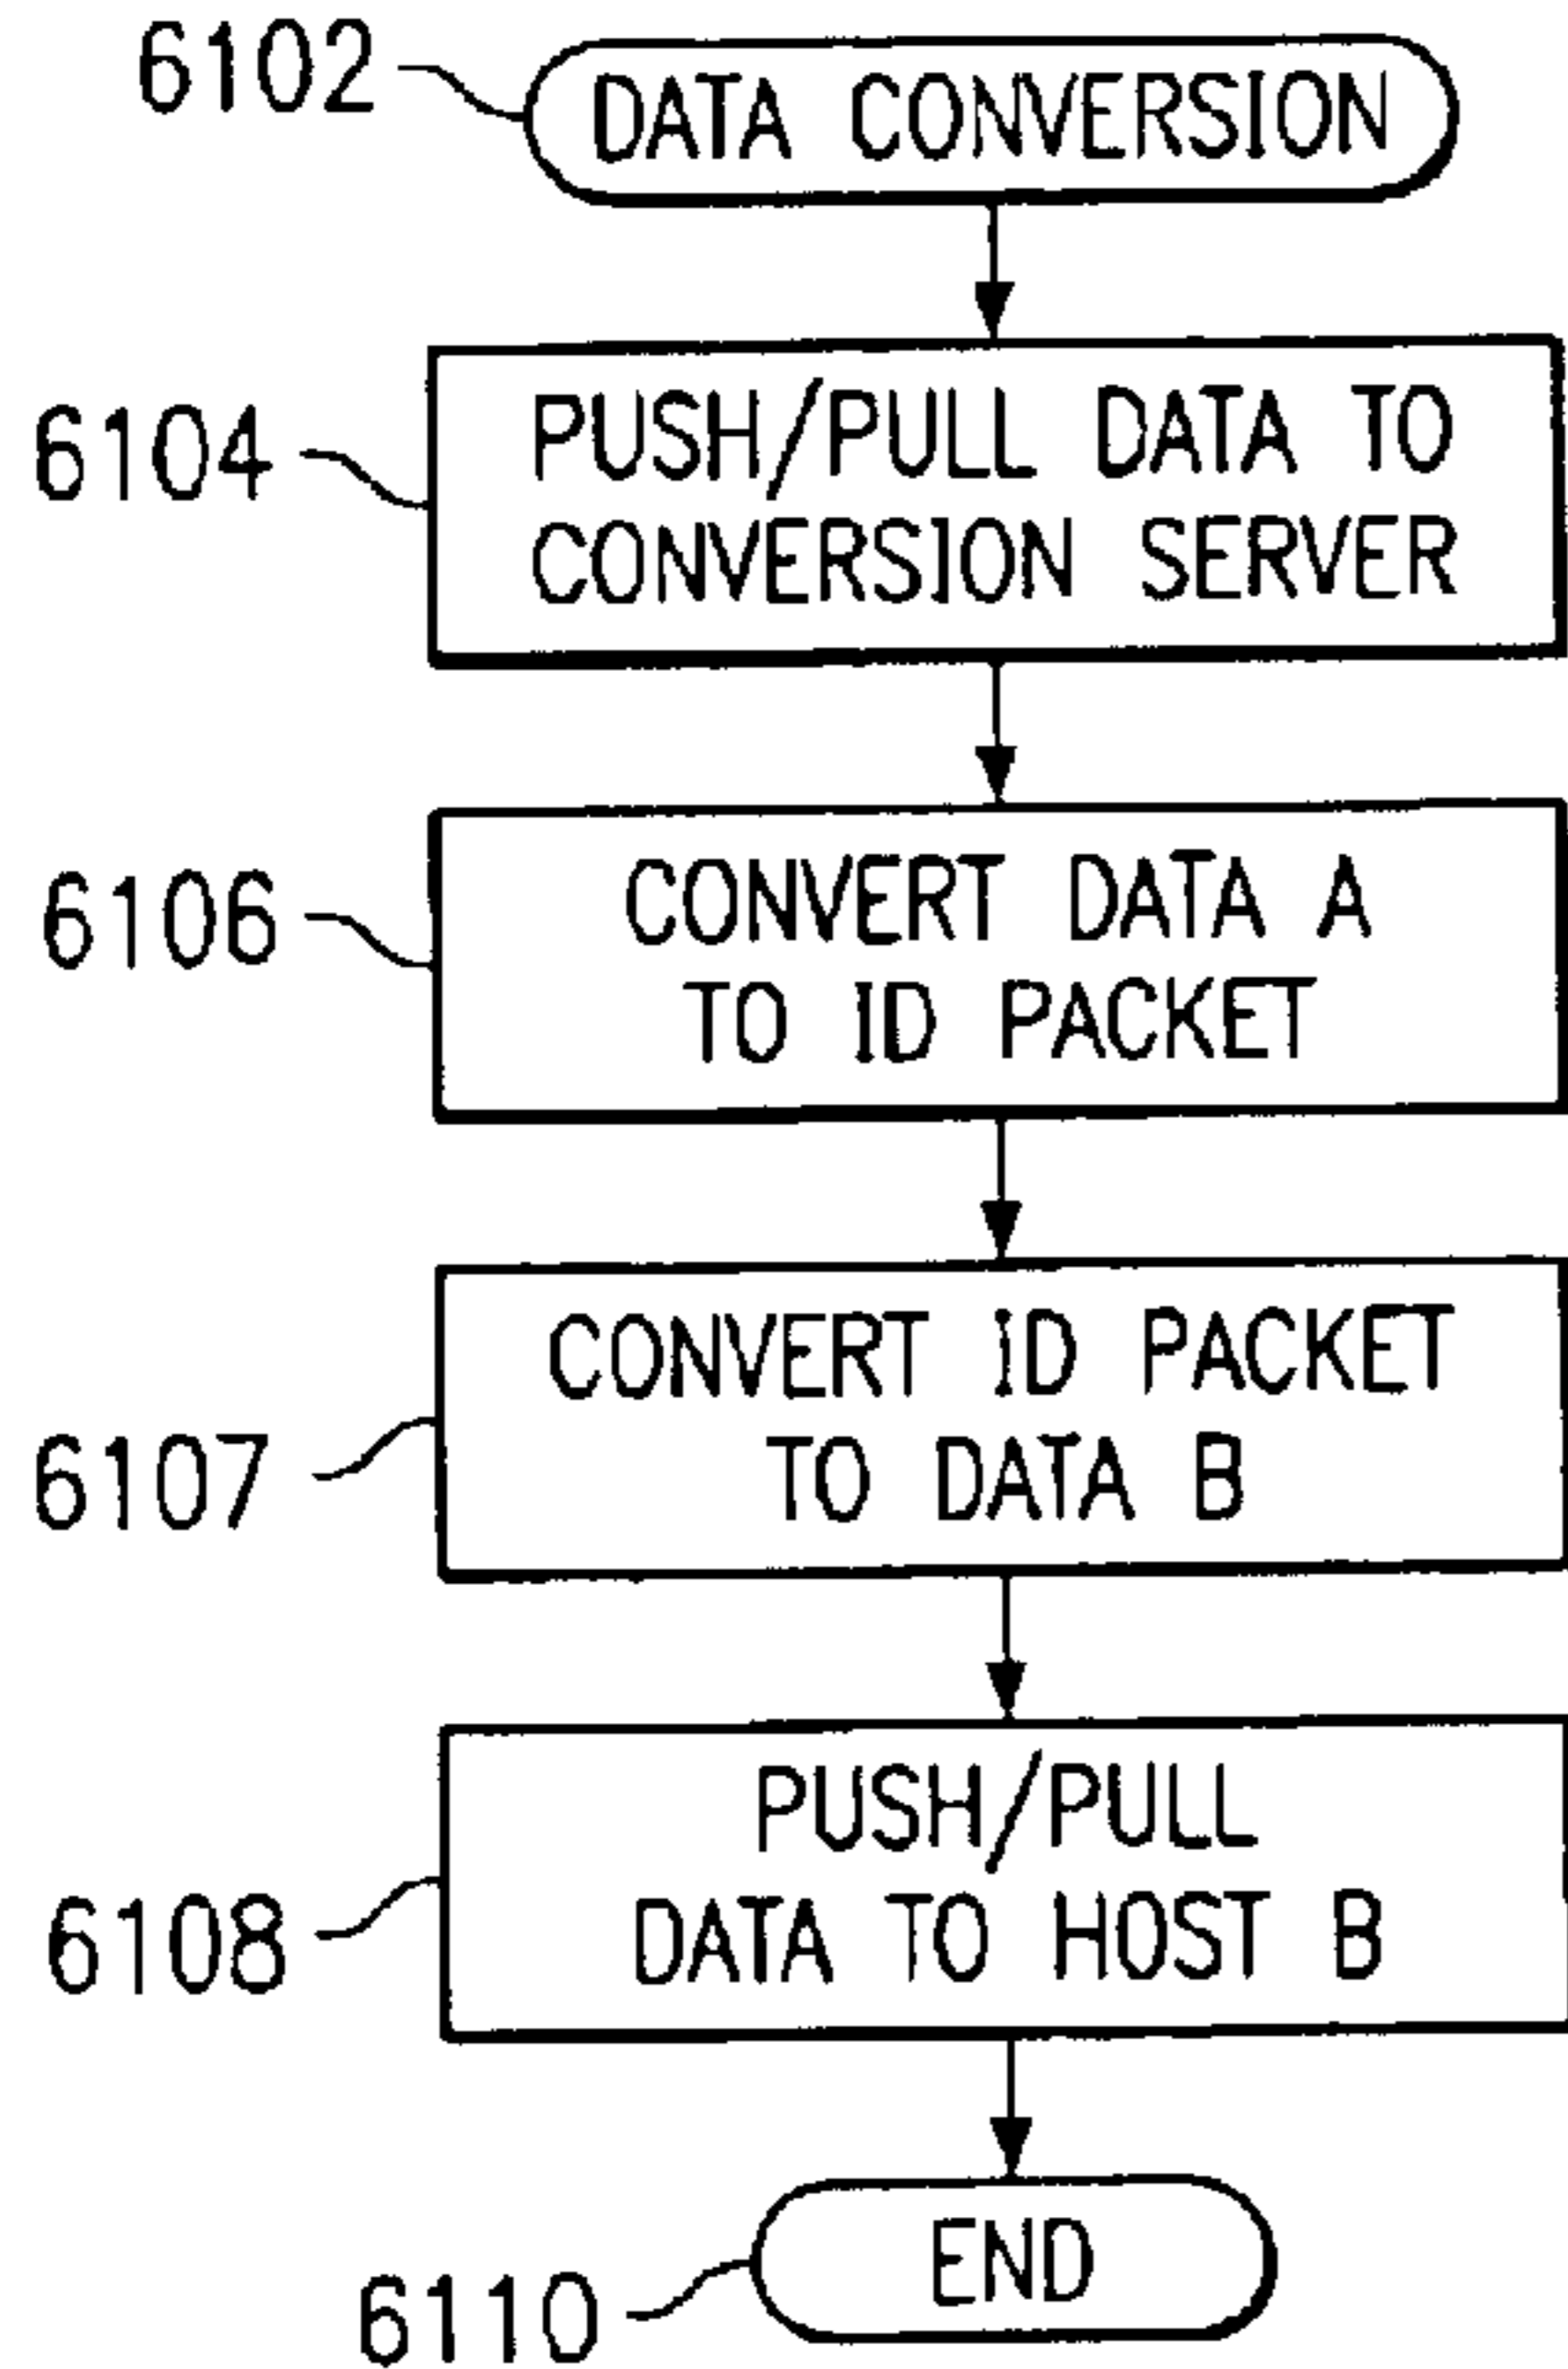 6102
DATA CONVERSION
6104
PUSH/PULL DATA TO
CONVERSION SERVER
6106
CONVERT DATA A
TO ID PACKET
6107
CONVERT ID PACKET
TO DATA B
6108
PUSH/PULL
DATA TO HOST B
6110
END